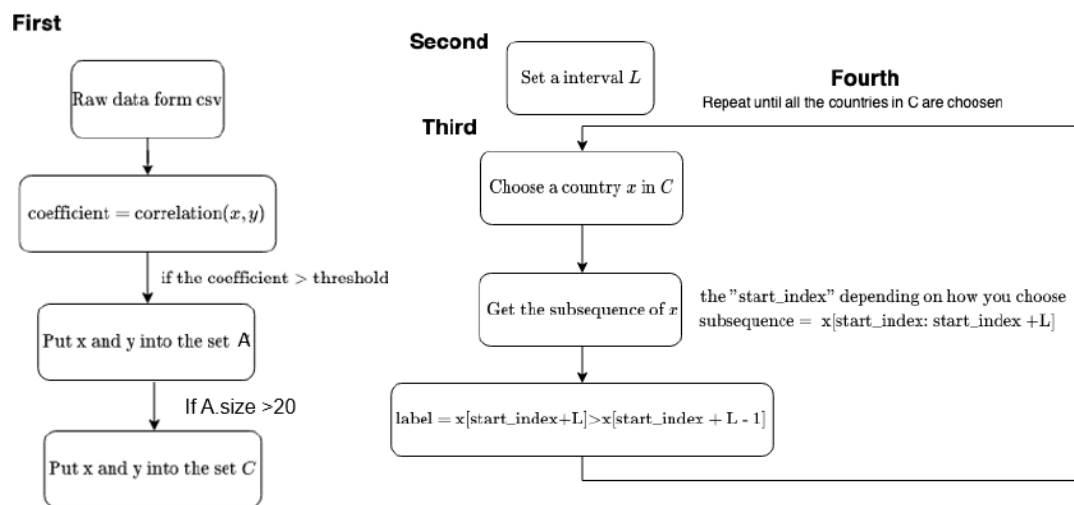 First
Raw data form csv
coefficient = correlation(x, y)
if the coefficient > threshold
Put x and y into the set A
If A.size >20
Put x and y into the set C
Second
Set a interval L
Fourth
Repeat until all the countries in C are choosen
Third
Choose a country x in C
Get the subsequence of x
the "start_index" depending on how you choose
subsequence = x[start_index: start_index +L]
label = x[start_index+L]>x[start_index + L - 1]